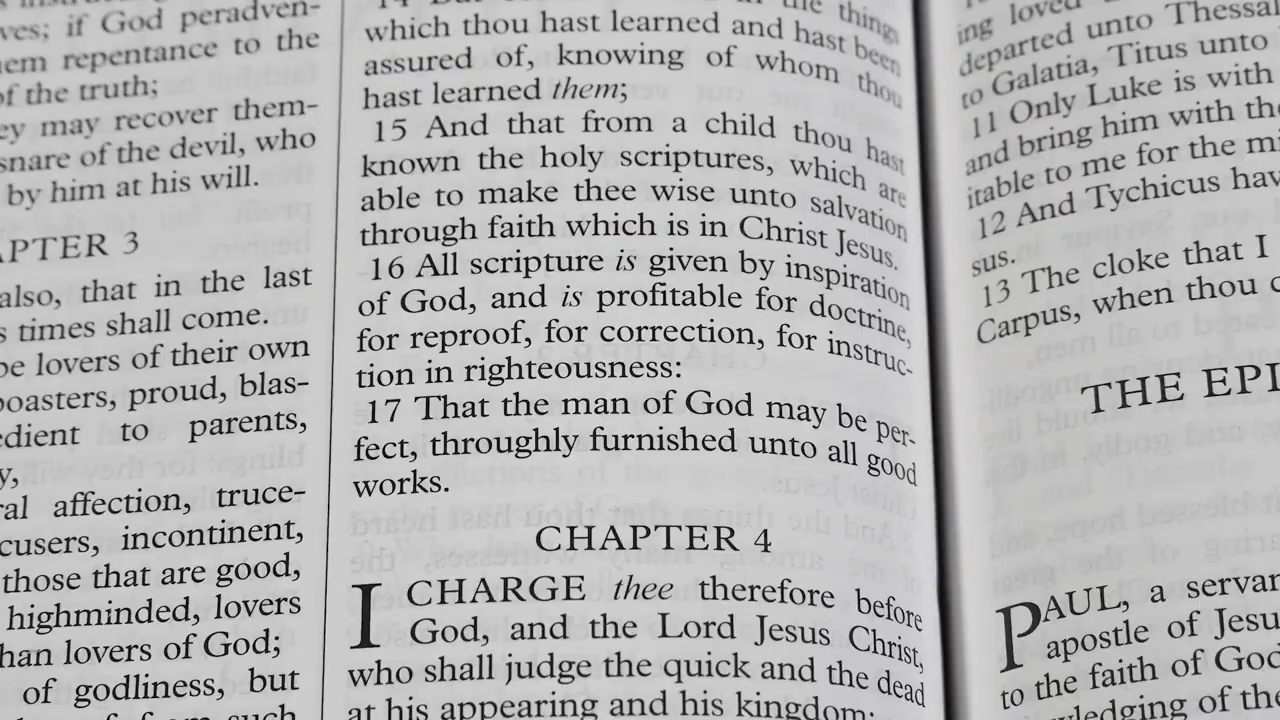 ves; if God peradven-
em repentance to the
of the truth;
ey may recover them-
snare of the devil, who
by him at his will.
APTER 3
also, that in the last
s times shall come.
be lovers of their own
boasters, proud, blas-
edient to parents,
y,
ral affection, truce-
cusers, incontinent,
those that are good,
highminded, lovers
han lovers of God;
of godliness, but
such
the things
which thou hast learned and hast been
assured of, knowing of whom thou
hast learned them;
15 And that from a child thou hast
known the holy scriptures, which are
able to make thee wise unto salvation
through faith which is in Christ Jesus.
16 All scripture is given by inspiration
of God, and is profitable for doctrine,
for reproof, for correction, for instruc-
tion in righteousness:
17 That the man of God may be per-
fect, throughly furnished unto all good
works.
CHAPTER 4
I CHARGE thee therefore before
God, and the Lord Jesus Christ,
who shall judge the quick and the dead
at his appearing and his kingdom;
ing loved
departed unto Thessal
to Galatia, Titus unto
11 Only Luke is with
and bring him with the
itable to me for the mi
12 And Tychicus hav
sus.
13 The cloke that I
Carpus, when thou c
THE EPI
PAUL, a servan
apostle of Jesu
to the faith of God
wledging of the